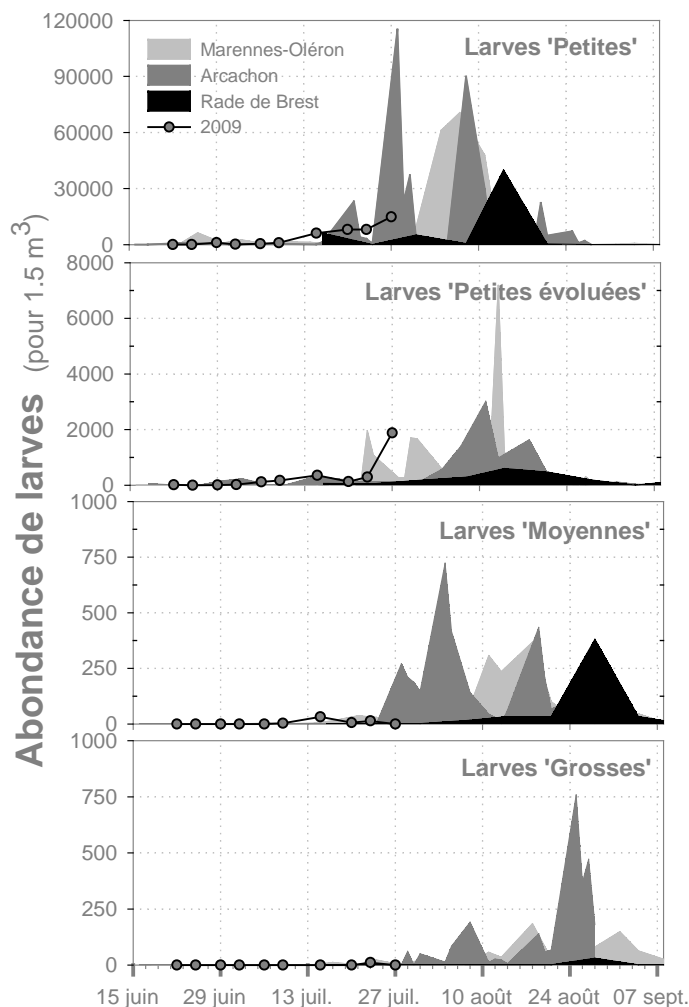 120000
90000
60000
30000
0
Marennes-Oléron
Arcachon
Rade de Brest
2009
Larves 'Petites'
8000
6000
4000
2000
0
Larves 'Petites évoluées'
1000
750
500
250
0
Larves 'Moyennes'
1000
750
500
250
0
Larves 'Grosses'
Abondance de larves (pour 1.5 m³)
15 juin 29 juin 13 juil. 27 juil. 10 août 24 août 07 sept.